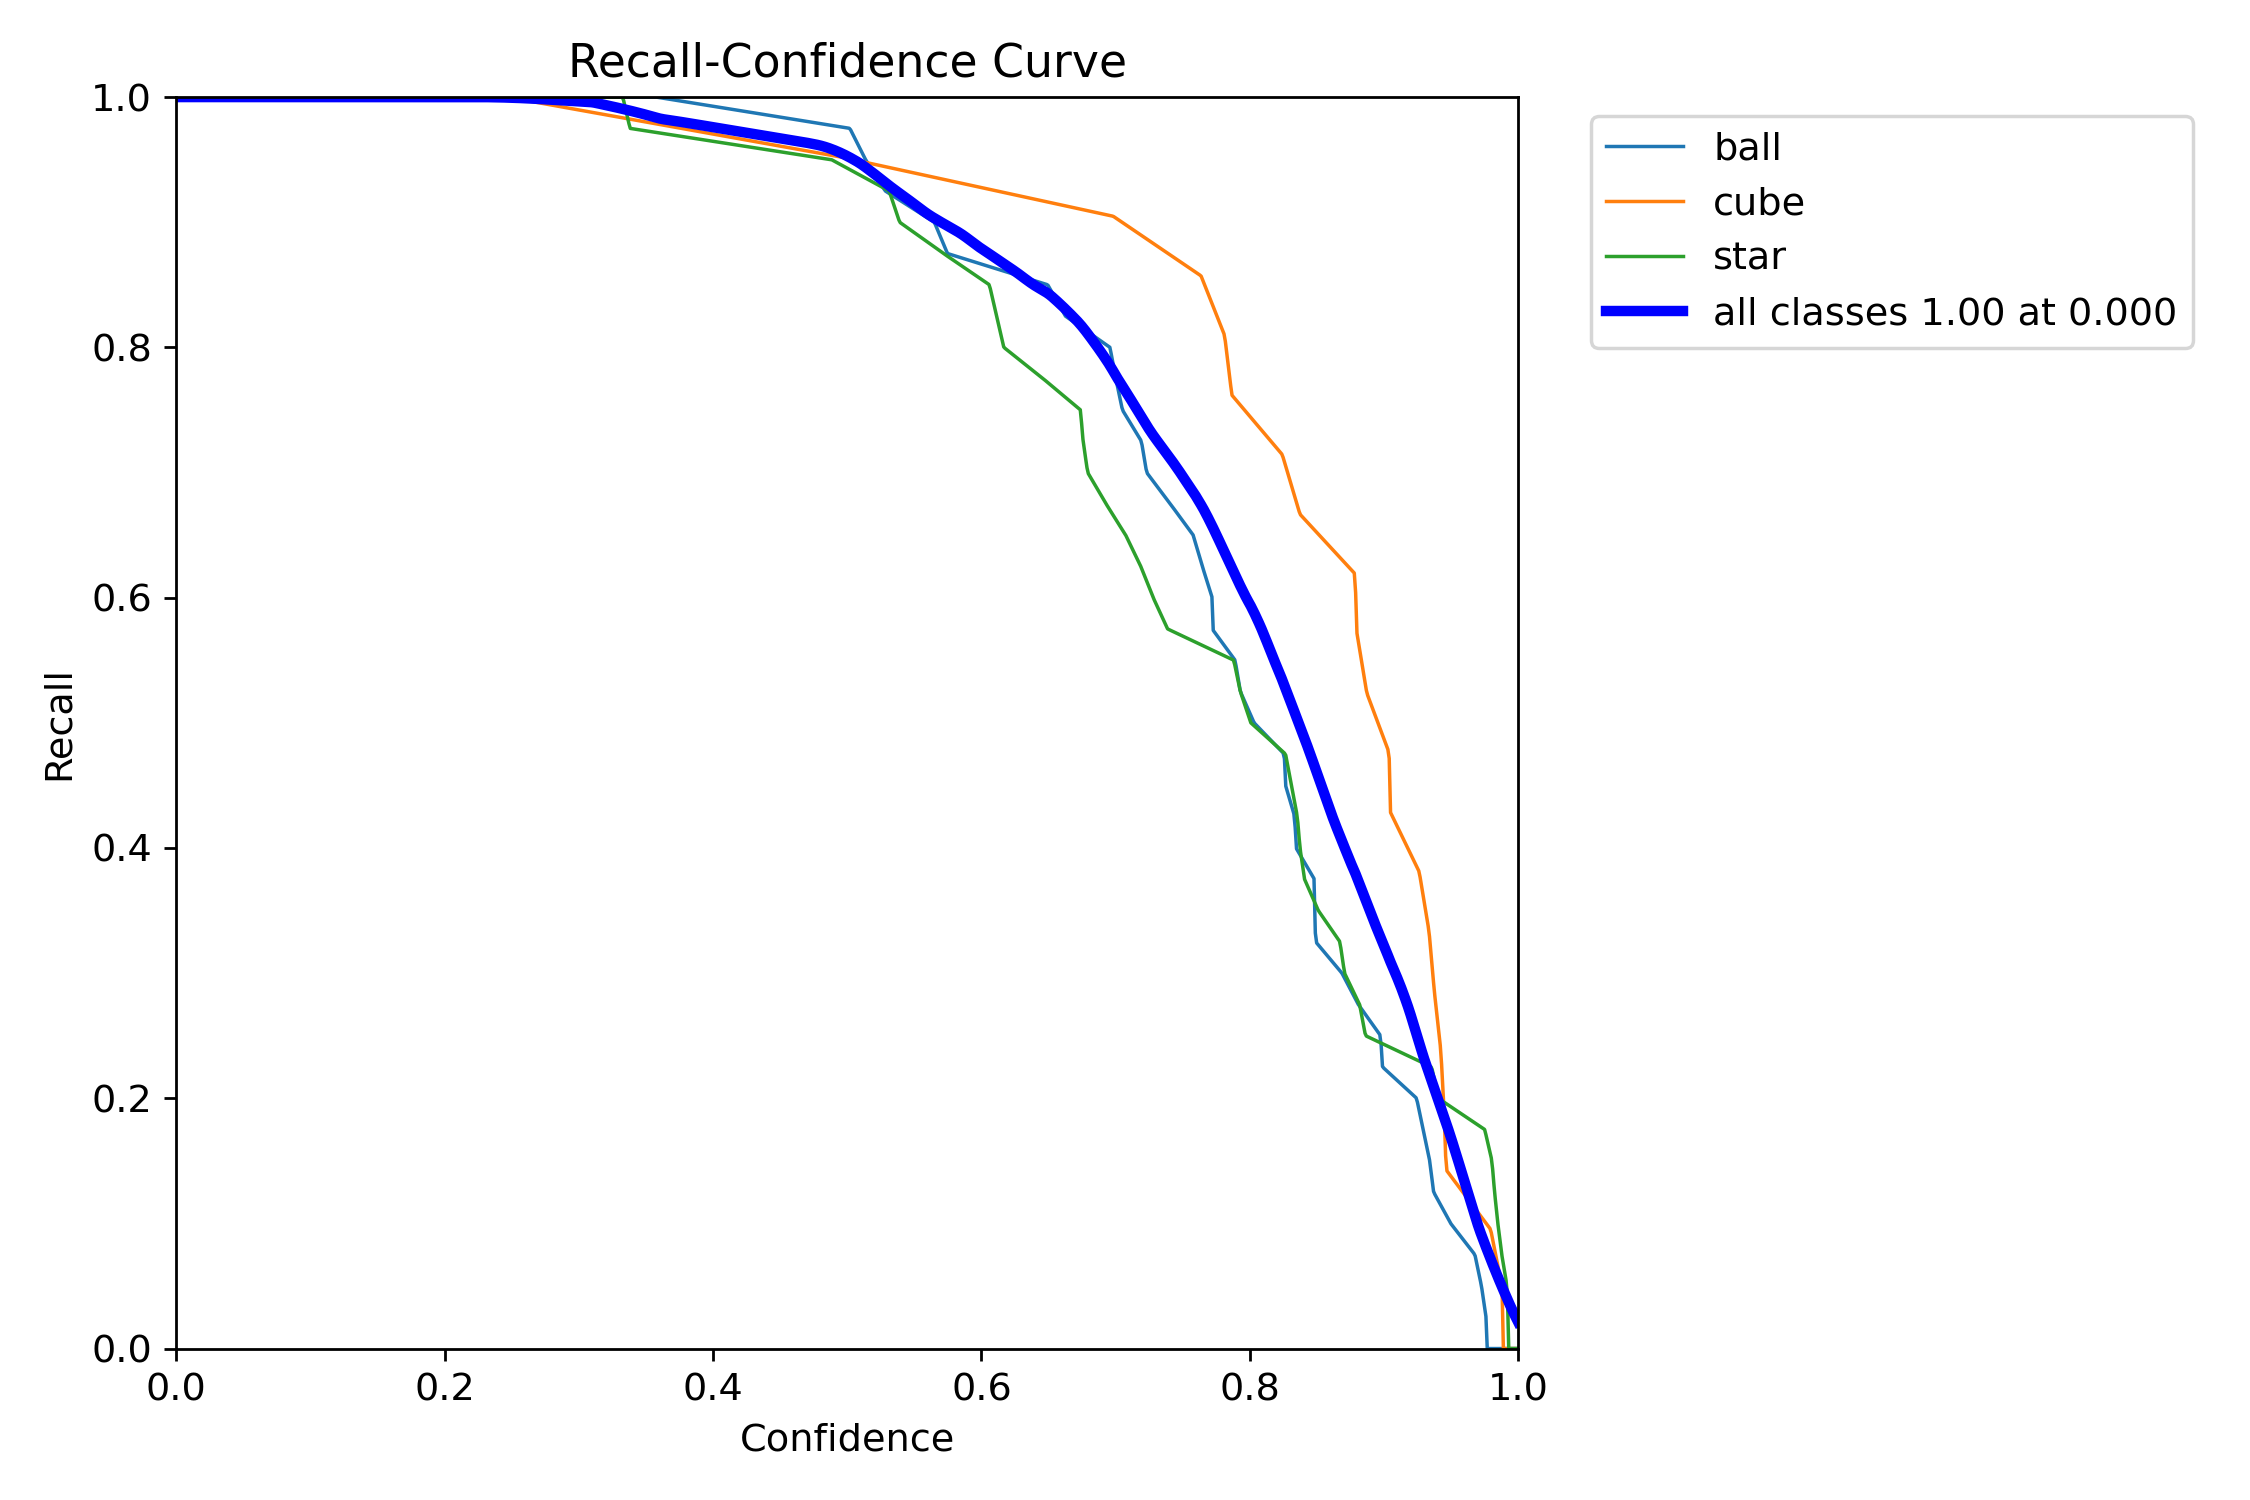 Recall-Confidence Curve
1.0
0.8
0.6
0.4
0.2
0.0
Recall
0.0 0.2 0.4 0.6 0.8 1.0
Confidence
ball
cube
star
all classes 1.00 at 0.000